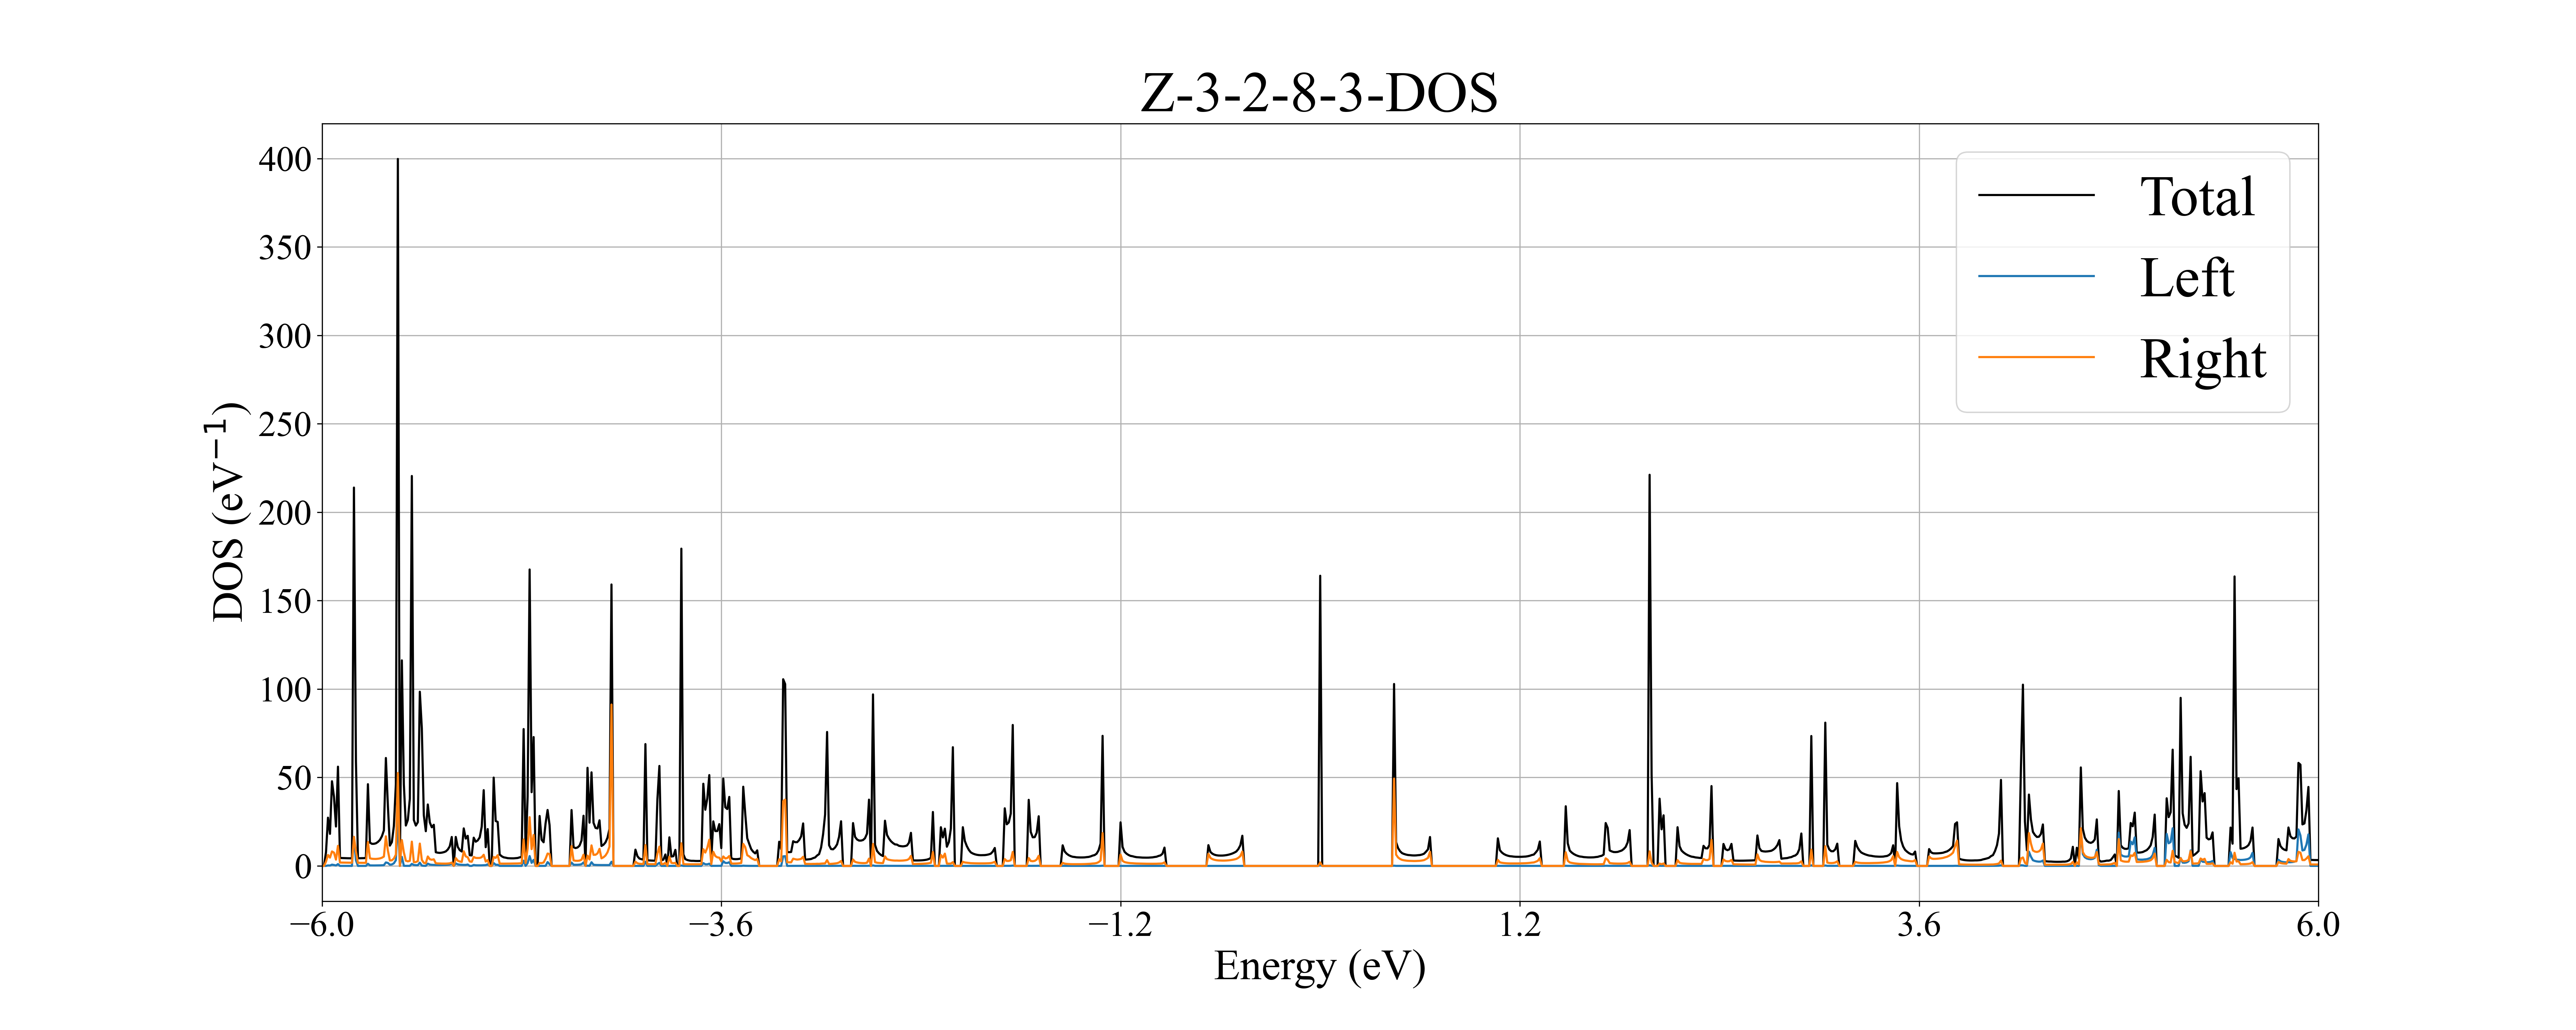 Z-3-2-8-3-DOS
Total
Left
Right
DOS (eV⁻¹)
400
350
300
250
200
150
100
50
0
−6.0 −3.6 −1.2 1.2 3.6 6.0
Energy (eV)